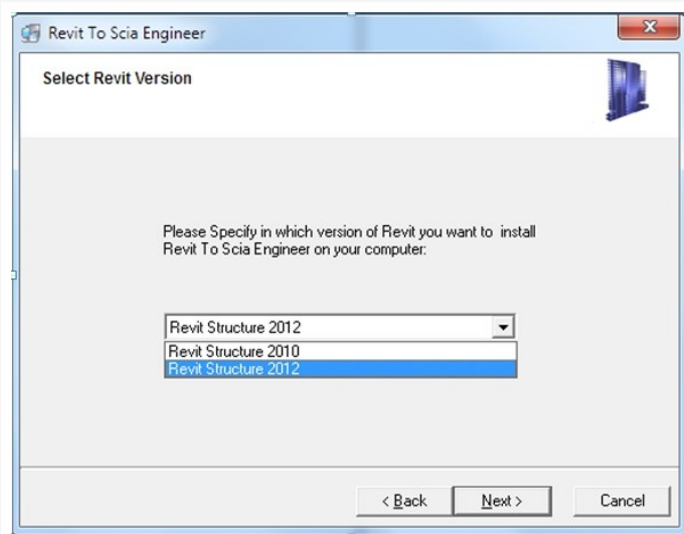 Revit To Scia Engineer
Select Revit Version
Please Specify in which version of Revit you want to install
Revit To Scia Engineer on your computer:
Revit Structure 2012
Revit Structure 2010
Revit Structure 2012
< Back Next > Cancel